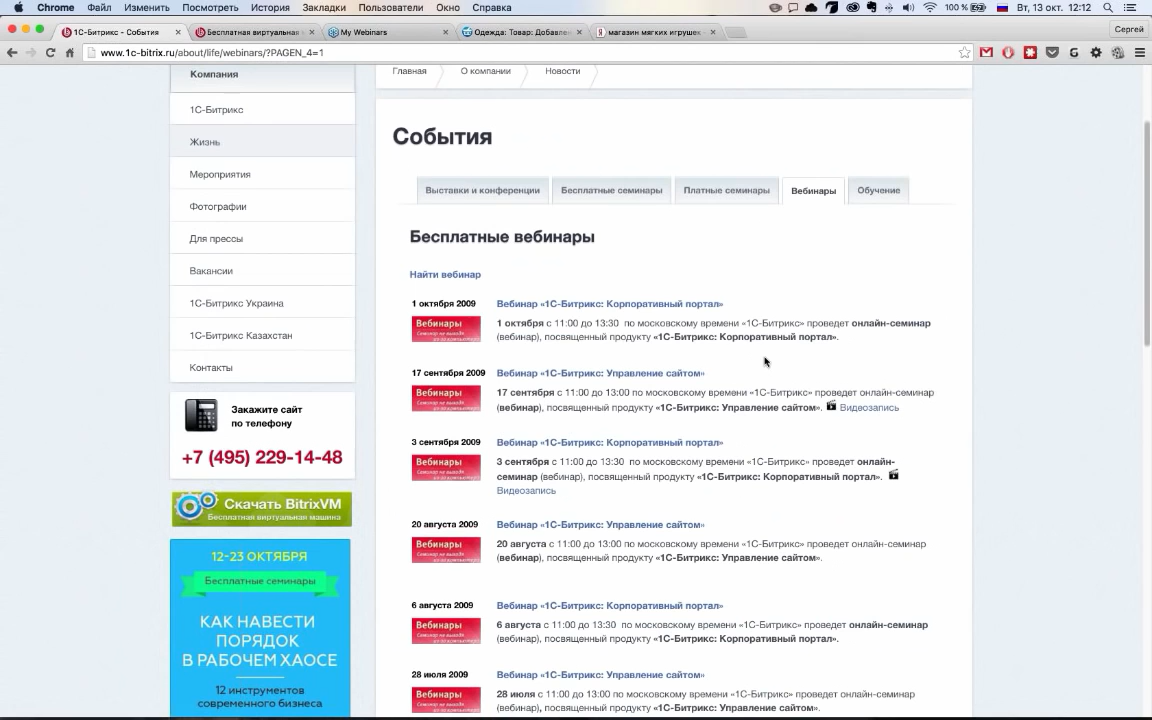 Chrome Файл Изменить Посмотреть История Закладки Пользователи Окно Справка
100 % Вт, 13 окт. 12:12
1С-Битрикс - События
Бесплатная виртуальная
My Webinars
Одежда: Товар: Добавлен
магазин мягких игрушек
Сергей
www.1c-bitrix.ru/about/life/webinars/?PAGEN_4=1
Компания
1С-Битрикс
Жизнь
Мероприятия
Фотографии
Для прессы
Вакансии
1С-Битрикс Украина
1С-Битрикс Казахстан
Контакты
Закажите сайт
по телефону
+7 (495) 229-14-48
Скачать BitrixVM
Бесплатная виртуальная машина
12-23 ОКТЯБРЯ
Бесплатные семинары
КАК НАВЕСТИ
ПОРЯДОК
В РАБОЧЕМ ХАОСЕ
12 инструментов
современного бизнеса
Главная О компании Новости
События
Выставки и конференции Бесплатные семинары Платные семинары Вебинары Обучение
Бесплатные вебинары
Найти вебинар
1 октября 2009 Вебинар «1С-Битрикс: Корпоративный портал»
Вебинары
1 октября с 11:00 до 13:30 по московскому времени «1С-Битрикс» проведет онлайн-семинар
(вебинар), посвященный продукту «1С-Битрикс: Корпоративный портал».
17 сентября 2009 Вебинар «1С-Битрикс: Управление сайтом»
Вебинары
17 сентября с 11:00 до 13:00 по московскому времени «1С-Битрикс» проведет онлайн-семинар
(вебинар), посвященный продукту «1С-Битрикс: Управление сайтом». Видеозапись
3 сентября 2009 Вебинар «1С-Битрикс: Корпоративный портал»
Вебинары
3 сентября с 11:00 до 13:30 по московскому времени «1С-Битрикс» проведет онлайн-
семинар (вебинар), посвященный продукту «1С-Битрикс: Корпоративный портал».
Видеозапись
20 августа 2009 Вебинар «1С-Битрикс: Управление сайтом»
Вебинары
20 августа с 11:00 до 13:00 по московскому времени «1С-Битрикс» проведет онлайн-семинар
(вебинар), посвященный продукту «1С-Битрикс: Управление сайтом».
6 августа 2009 Вебинар «1С-Битрикс: Корпоративный портал»
Вебинары
6 августа с 11:00 до 13:30 по московскому времени «1С-Битрикс» проведет онлайн-семинар
(вебинар), посвященный продукту «1С-Битрикс: Корпоративный портал».
28 июля 2009 Вебинар «1С-Битрикс: Управление сайтом»
Вебинары
28 июля с 11:00 до 13:00 по московскому времени «1С-Битрикс» проведет онлайн-семинар
(вебинар), посвященный продукту «1С-Битрикс: Управление сайтом».